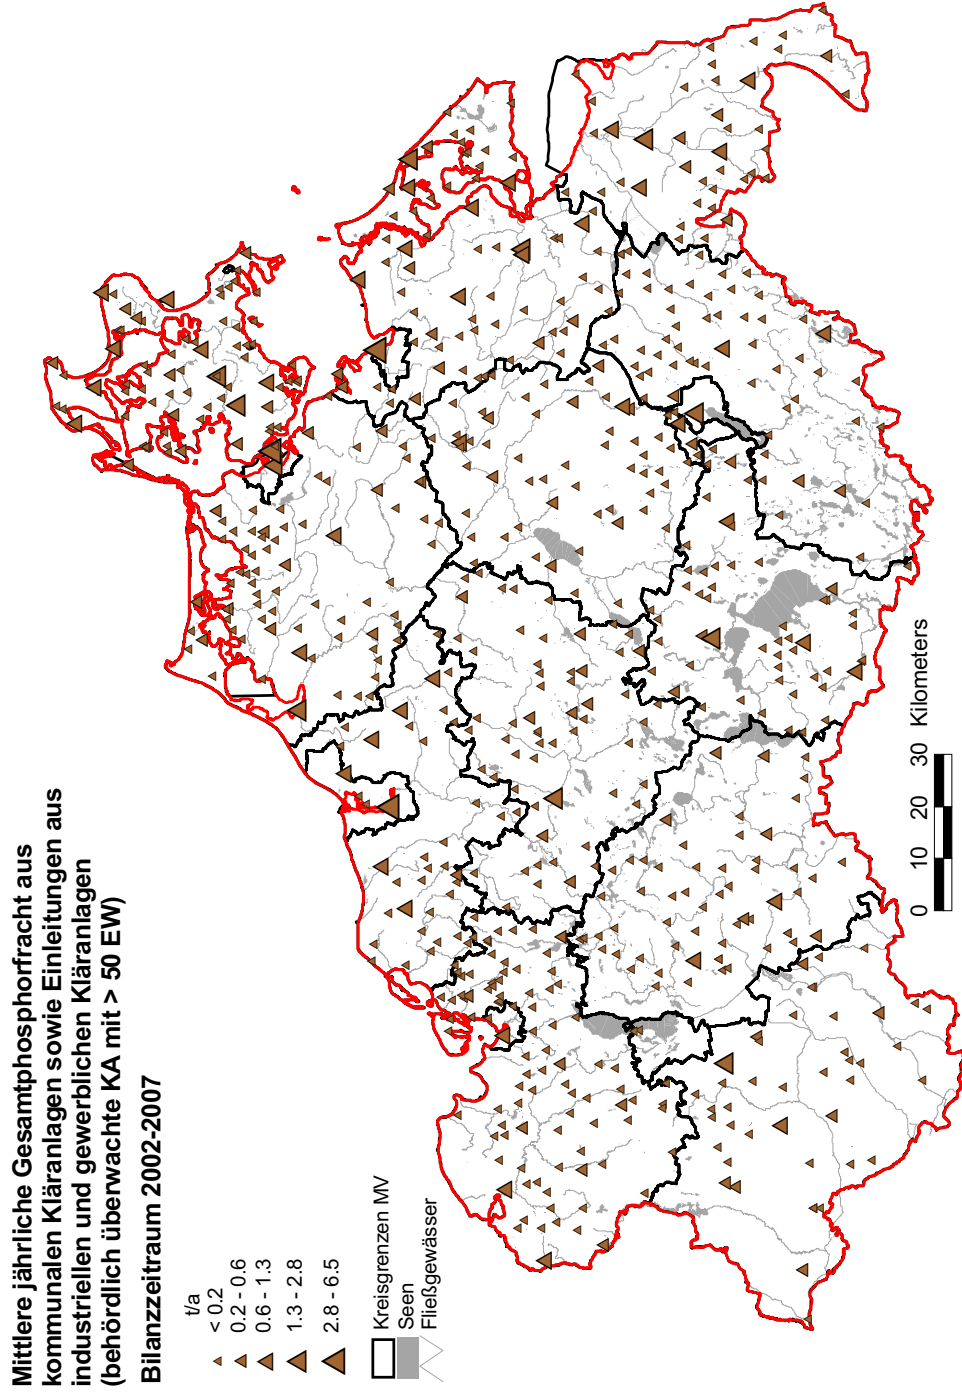 Mittlere jährliche Gesamtphosphorfracht aus
kommunalen Kläranlagen sowie Einleitungen aus
industriellen und gewerblichen Kläranlagen
(behördlich überwachte KA mit > 50 EW)
Bilanzzeitraum 2002-2007
t/a
< 0.2
0.2 - 0.6
0.6 - 1.3
1.3 - 2.8
2.8 - 6.5
Kreisgrenzen MV
Seen
Fließgewässer
0 10 20 30 Kilometers